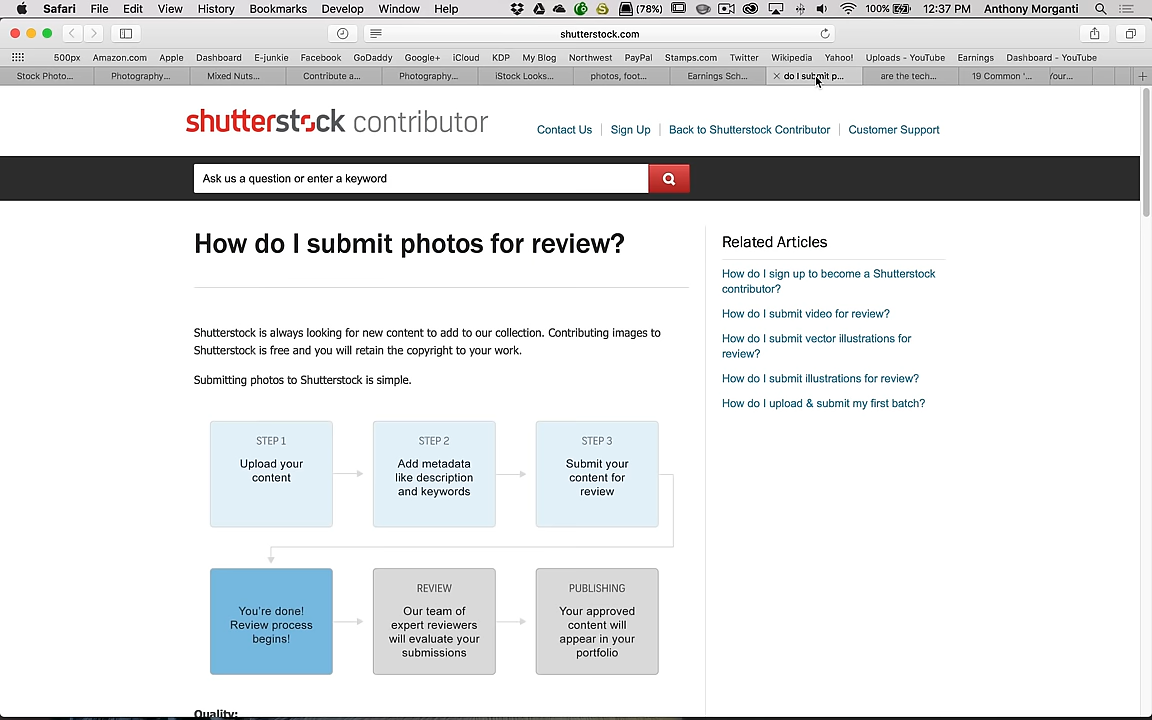 Safari File Edit View History Bookmarks Develop Window Help (78%) 100% 12:37 PM Anthony Morganti
shutterstock.com
500px Amazon.com Apple Dashboard E-junkie Facebook GoDaddy Google+ iCloud KDP My Blog Northwest PayPal Stamps.com Twitter Wikipedia Yahoo! Uploads - YouTube Earnings Dashboard - YouTube
Stock Photo... Photography... Mixed Nuts... Contribute a... Photography... iStock Looks... photos, foot... Earnings Sch... do I submit p... are the tech... 19 Common '... Your...
shutterstock contributor
Contact Us Sign Up Back to Shutterstock Contributor Customer Support
Ask us a question or enter a keyword
How do I submit photos for review?
Shutterstock is always looking for new content to add to our collection. Contributing images to
Shutterstock is free and you will retain the copyright to your work.
Submitting photos to Shutterstock is simple.
STEP 1
Upload your
content
STEP 2
Add metadata
like description
and keywords
STEP 3
Submit your
content for
review
You're done!
Review process
begins!
REVIEW
Our team of
expert reviewers
will evaluate your
submissions
PUBLISHING
Your approved
content will
appear in your
portfolio
Quality:
Related Articles
How do I sign up to become a Shutterstock
contributor?
How do I submit video for review?
How do I submit vector illustrations for
review?
How do I submit illustrations for review?
How do I upload & submit my first batch?